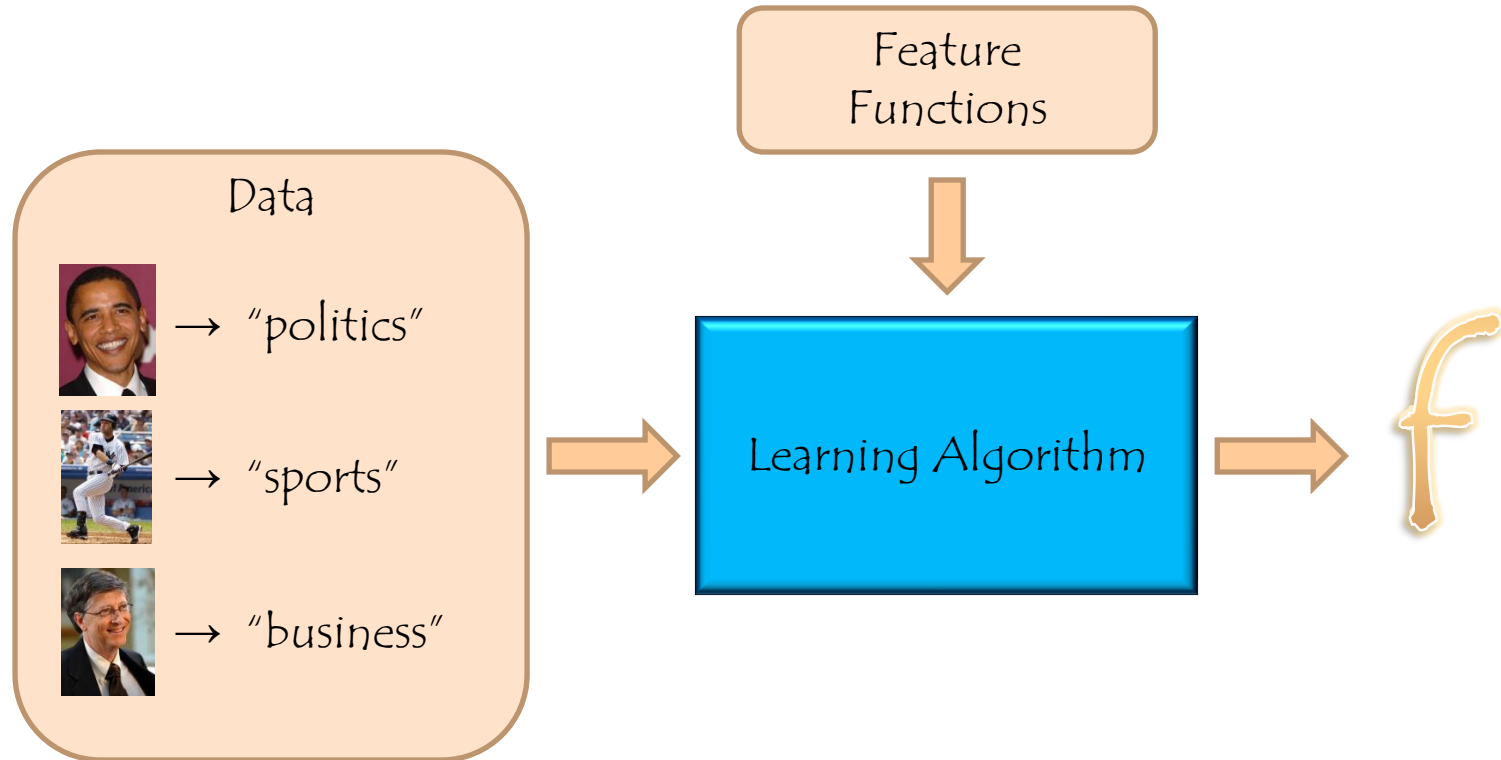 Feature
Functions
Data
→ "politics"
→ "sports"
→ "business"
Learning Algorithm
f